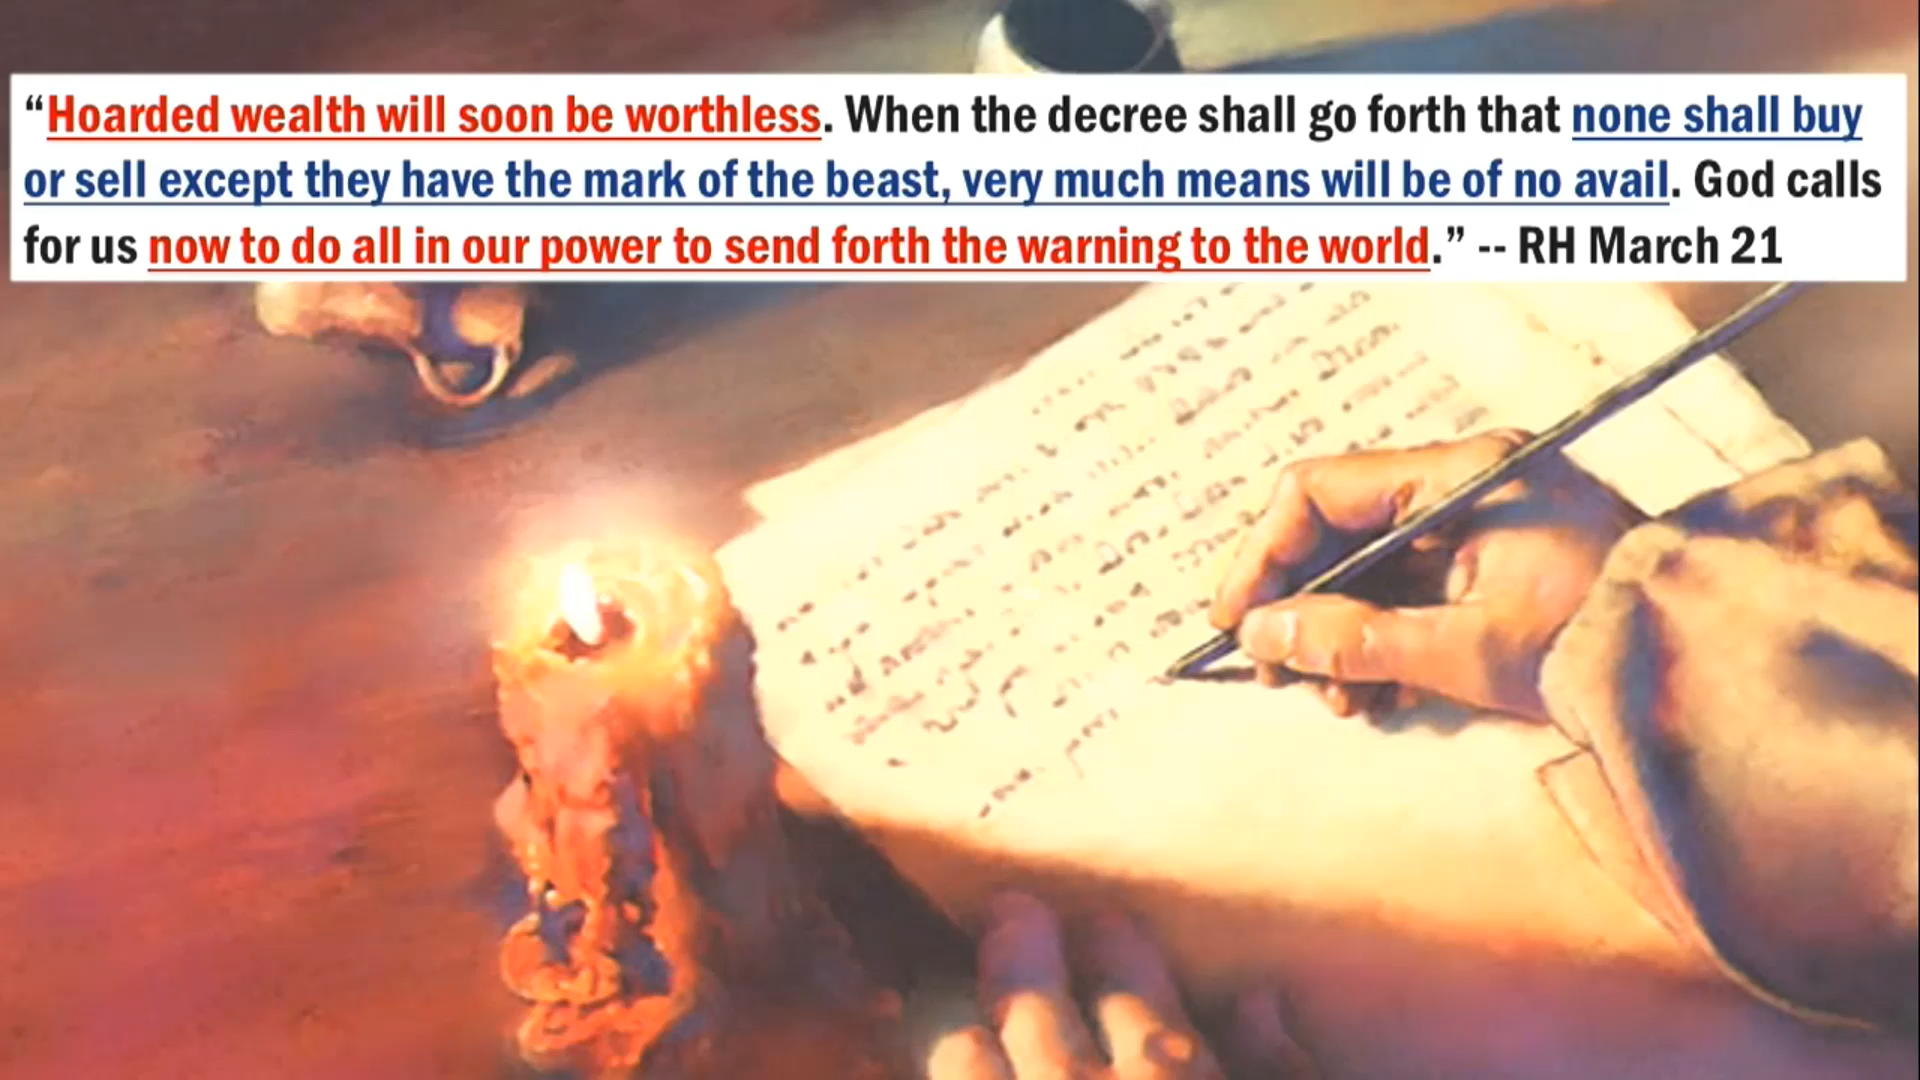 “Hoarded wealth will soon be worthless. When the decree shall go forth that none shall buy
or sell except they have the mark of the beast, very much means will be of no avail. God calls
for us now to do all in our power to send forth the warning to the world.” -- RH March 21